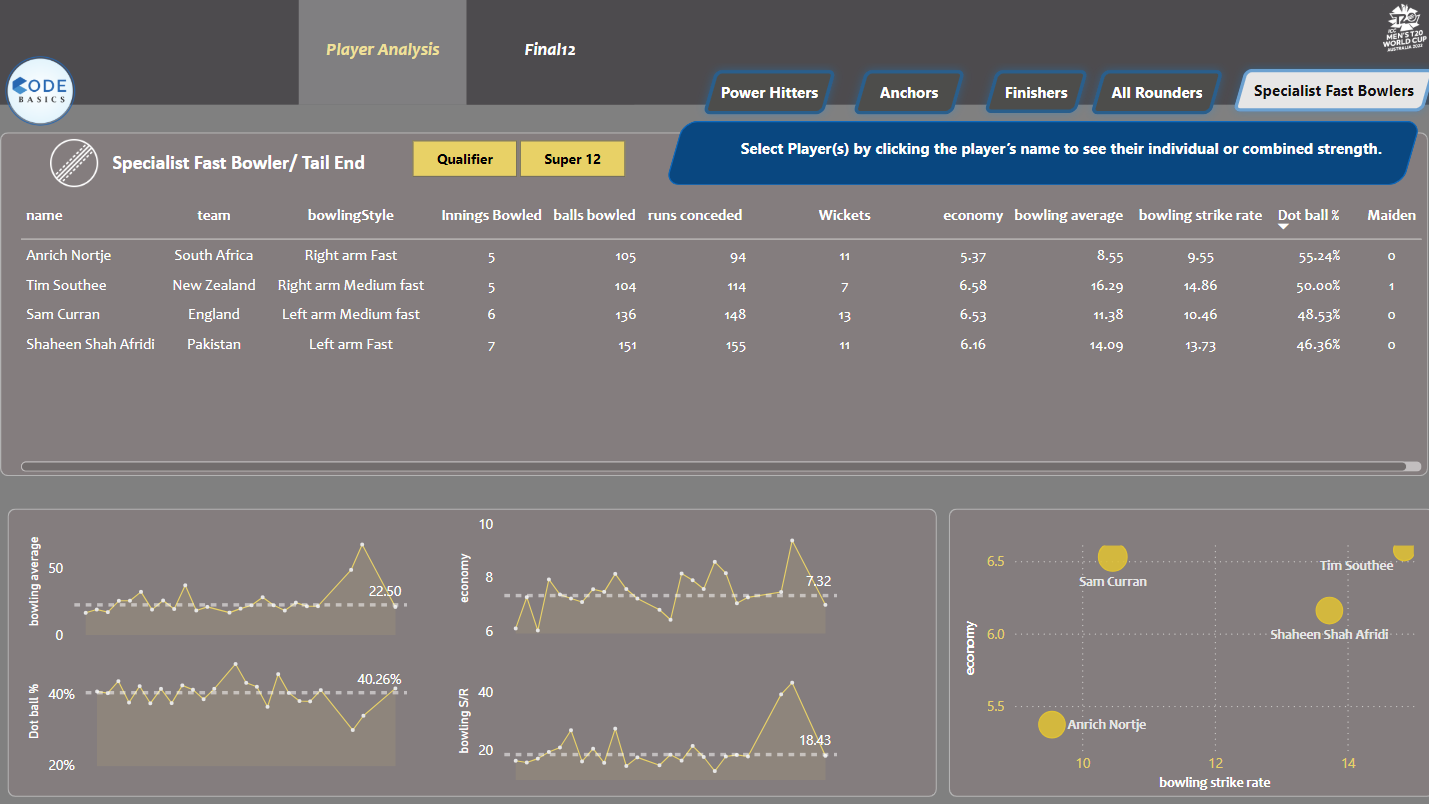 Player Analysis
Final12
ICC
MEN'S T20
WORLD CUP
AUSTRALIA 2022
CODE
BASICS
Power Hitters
Anchors
Finishers
All Rounders
Specialist Fast Bowlers
Specialist Fast Bowler/ Tail End
Qualifier
Super 12
Select Player(s) by clicking the player's name to see their individual or combined strength.
name team bowlingStyle Innings Bowled balls bowled runs conceded Wickets economy bowling average bowling strike rate Dot ball % Maiden
Anrich Nortje South Africa Right arm Fast 5 105 94 11 5.37 8.55 9.55 55.24% 0
Tim Southee New Zealand Right arm Medium fast 5 104 114 7 6.58 16.29 14.86 50.00% 1
Sam Curran England Left arm Medium fast 6 136 148 13 6.53 11.38 10.46 48.53% 0
Shaheen Shah Afridi Pakistan Left arm Fast 7 151 155 11 6.16 14.09 13.73 46.36% 0
bowling average
50
0
22.50
economy
10
8
6
7.32
Dot ball %
40%
20%
40.26%
bowling S/R
40
20
18.43
economy
6.5
6.0
5.5
Sam Curran
Tim Southee
Shaheen Shah Afridi
Anrich Nortje
10 12 14
bowling strike rate